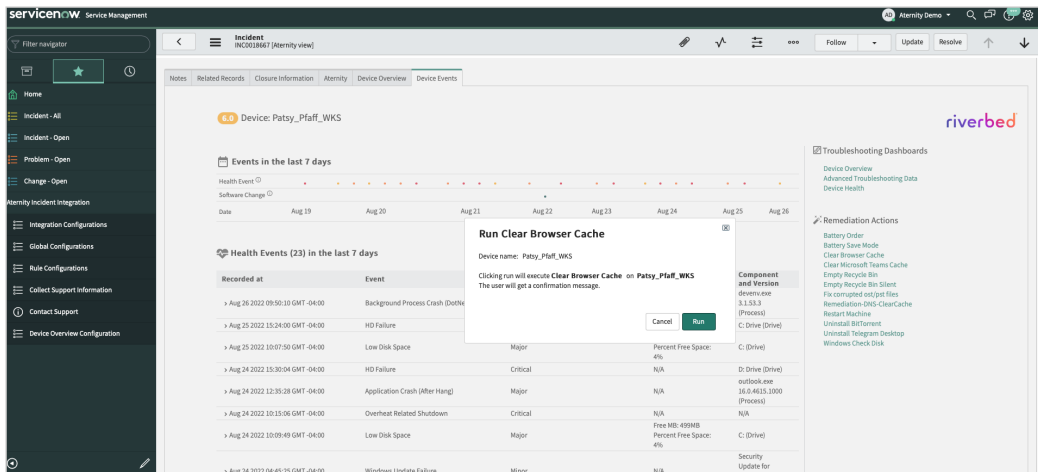 servicenow Service Management
AD Aternity Demo
Filter navigator
Incident
INC0018667 [Aternity view]
Follow
Update
Resolve
Home
Incident - All
Incident - Open
Problem - Open
Change - Open
Aternity Incident Integration
Integration Configurations
Global Configurations
Rule Configurations
Collect Support Information
Contact Support
Device Overview Configuration
Notes
Related Records
Closure Information
Aternity
Device Overview
Device Events
6.0 Device: Patsy_Pfaff_WKS
riverbed
Events in the last 7 days
Health Event
Software Change
Date Aug 19 Aug 20 Aug 21 Aug 22 Aug 23 Aug 24 Aug 25 Aug 26
Health Events (23) in the last 7 days
Recorded at Event Component
and Version
Aug 26 2022 09:50:10 GMT -04:00 Background Process Crash (DotNe devenv.exe
3.1.53.3
(Process)
Aug 25 2022 15:24:00 GMT -04:00 HD Failure C: Drive (Drive)
Aug 25 2022 10:07:50 GMT -04:00 Low Disk Space Major Percent Free Space: C: (Drive)
4%
Aug 24 2022 15:30:04 GMT -04:00 HD Failure Critical N/A D: Drive (Drive)
Aug 24 2022 12:35:28 GMT -04:00 Application Crash (After Hang) Major N/A outlook.exe
16.0.4615.1000
(Process)
Aug 24 2022 10:15:06 GMT -04:00 Overheat Related Shutdown Critical N/A N/A
Aug 24 2022 10:09:49 GMT -04:00 Low Disk Space Major Free MB: 499MB
Percent Free Space: C: (Drive)
4%
Aug 24 2022 04:45:15 GMT -04:00 Windows Update Failure Minor N/A Security
Update for
Run Clear Browser Cache
Device name: Patsy_Pfaff_WKS
Clicking run will execute Clear Browser Cache on Patsy_Pfaff_WKS
The user will get a confirmation message.
Cancel
Run
Troubleshooting Dashboards
Device Overview
Advanced Troubleshooting Data
Device Health
Remediation Actions
Battery Order
Battery Save Mode
Clear Browser Cache
Clear Microsoft Teams Cache
Empty Recycle Bin
Empty Recycle Bin Silent
Fix corrupted ost/pst files
Remediation-DNS-ClearCache
Restart Machine
Uninstall BitTorrent
Uninstall Telegram Desktop
Windows Check Disk